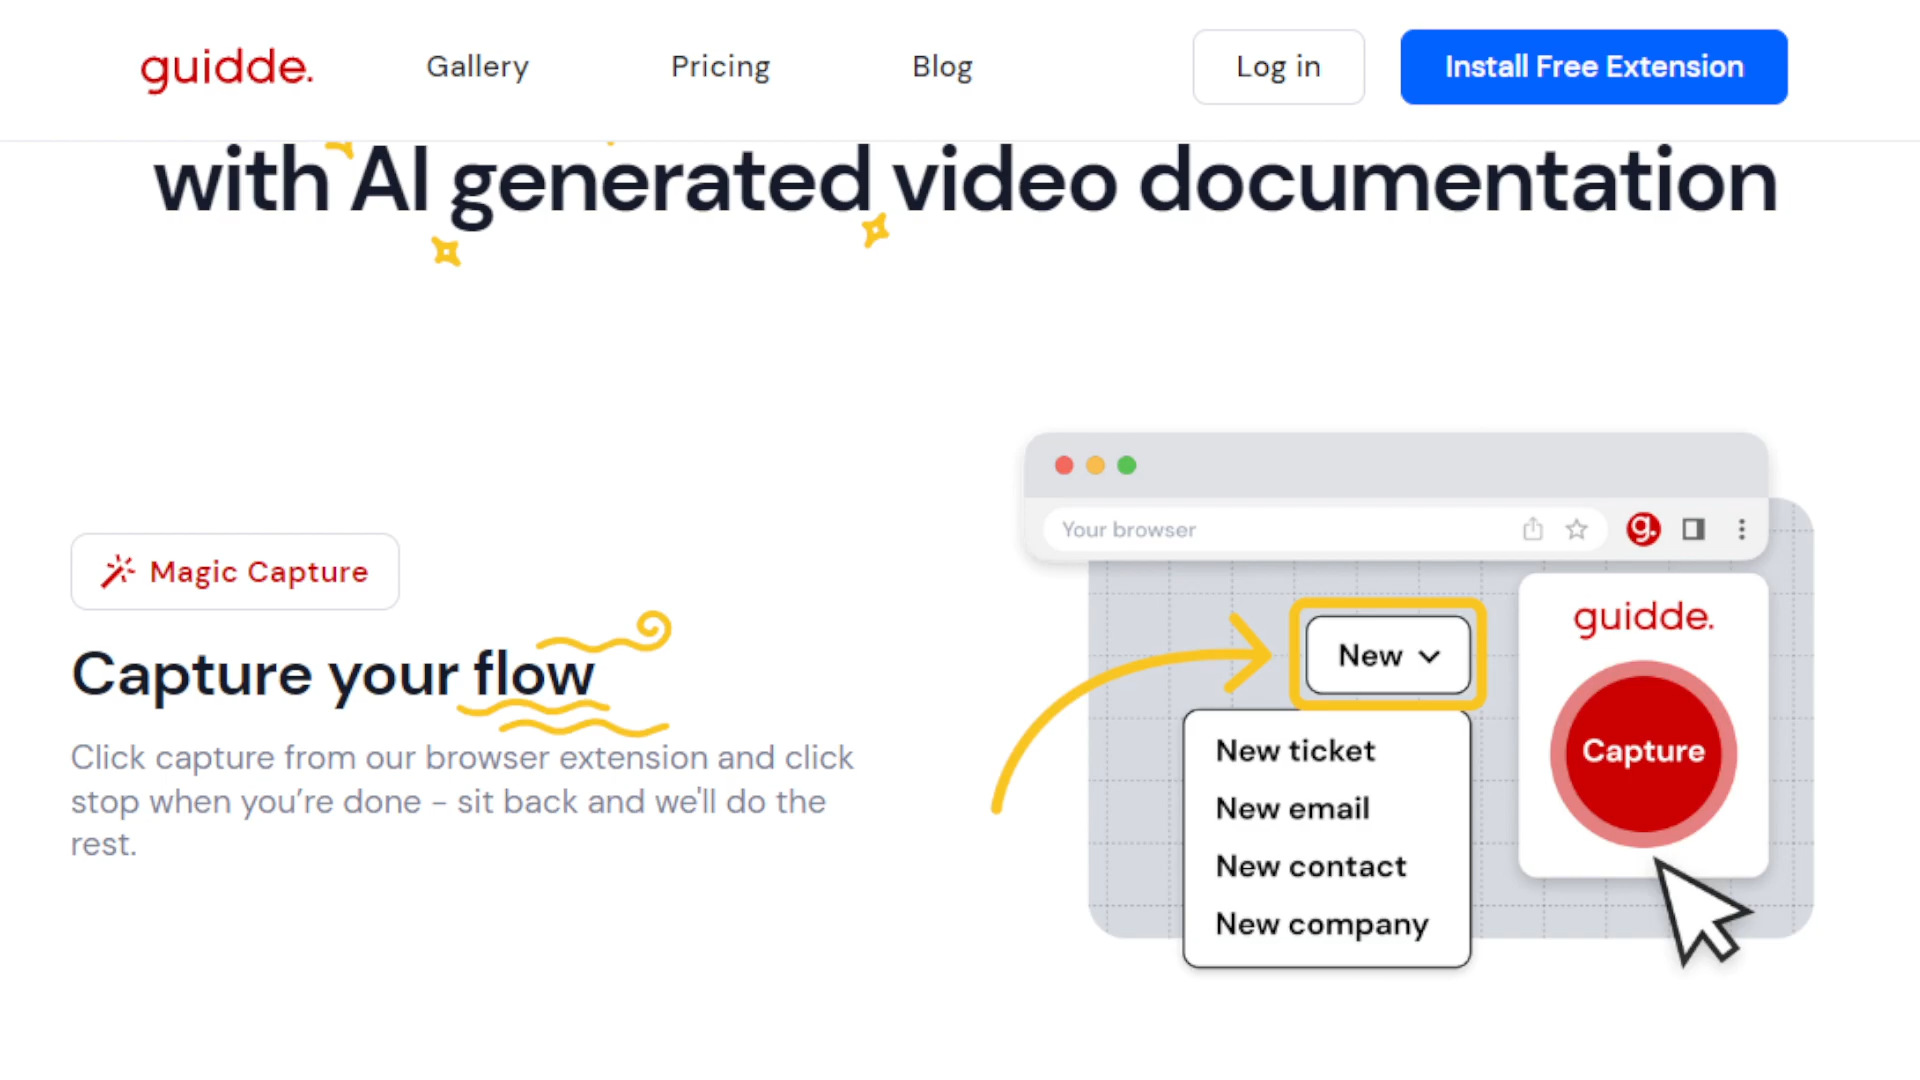 guidde.
Gallery
Pricing
Blog
Log in
Install Free Extension
with AI generated video documentation
Your browser
g.
Magic Capture
guidde.
New
Capture your flow
New ticket
Capture
Click capture from our browser extension and click
stop when you’re done - sit back and we'll do the
rest.
New email
New contact
New company